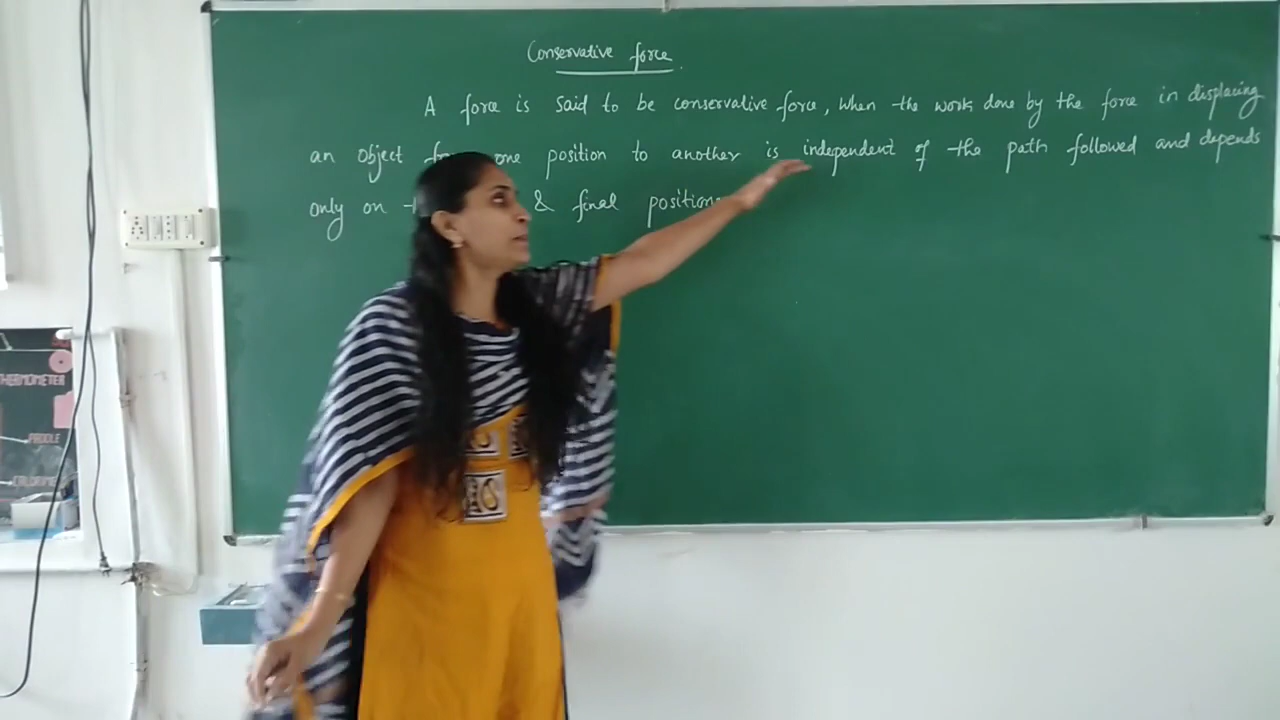 Conservative force
A force is said to be conservative force, when the work done by the force in displacing
an object one position to another is independent of the path followed and depends
only on & final position
THERMOMETER
PADDLE